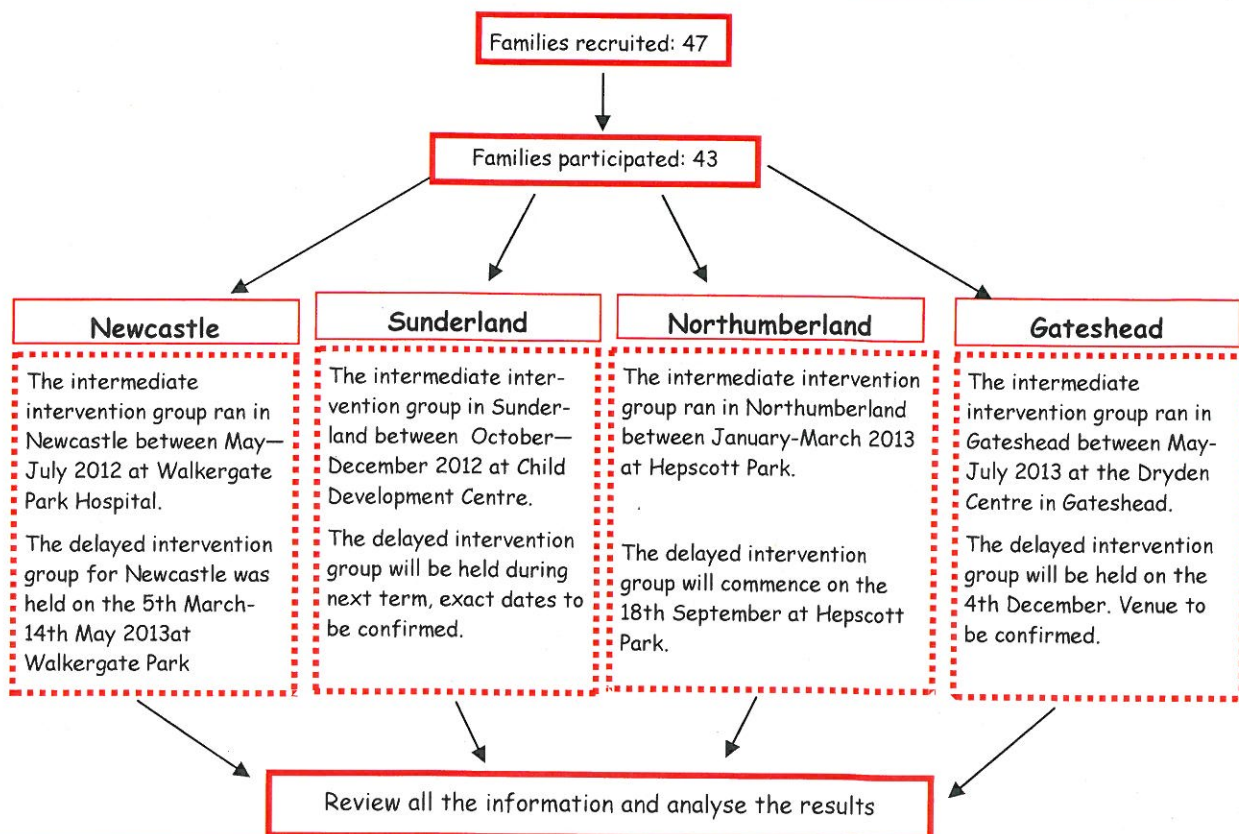 Families recruited: 47
Families participated: 43
Newcastle
The intermediate
intervention group ran in
Newcastle between May—
July 2012 at Walkergate
Park Hospital.
The delayed intervention
group for Newcastle was
held on the 5th March-
14th May 2013at
Walkergate Park
Sunderland
The intermediate inter-
vention group in Sunder-
land between October—
December 2012 at Child
Development Centre.
The delayed intervention
group will be held during
next term, exact dates to
be confirmed.
Northumberland
The intermediate intervention
group ran in Northumberland
between January-March 2013
at Hepscott Park.
.
The delayed intervention
group will commence on the
18th September at Hepscott
Park.
Gateshead
The intermediate
intervention group ran in
Gateshead between May-
July 2013 at the Dryden
Centre in Gateshead.
The delayed intervention
group will be held on the
4th December. Venue to
be confirmed.
Review all the information and analyse the results